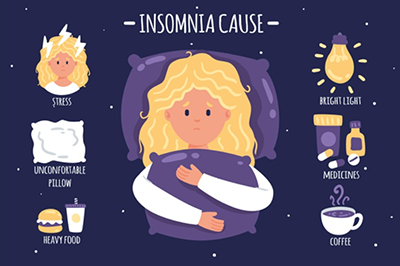 INSOMNIA CAUSE
STRESS
UNCONFORTABLE
PILLOW
HEAVY FOOD
BRIGHT LIGHT
MEDICINES
COFFEE